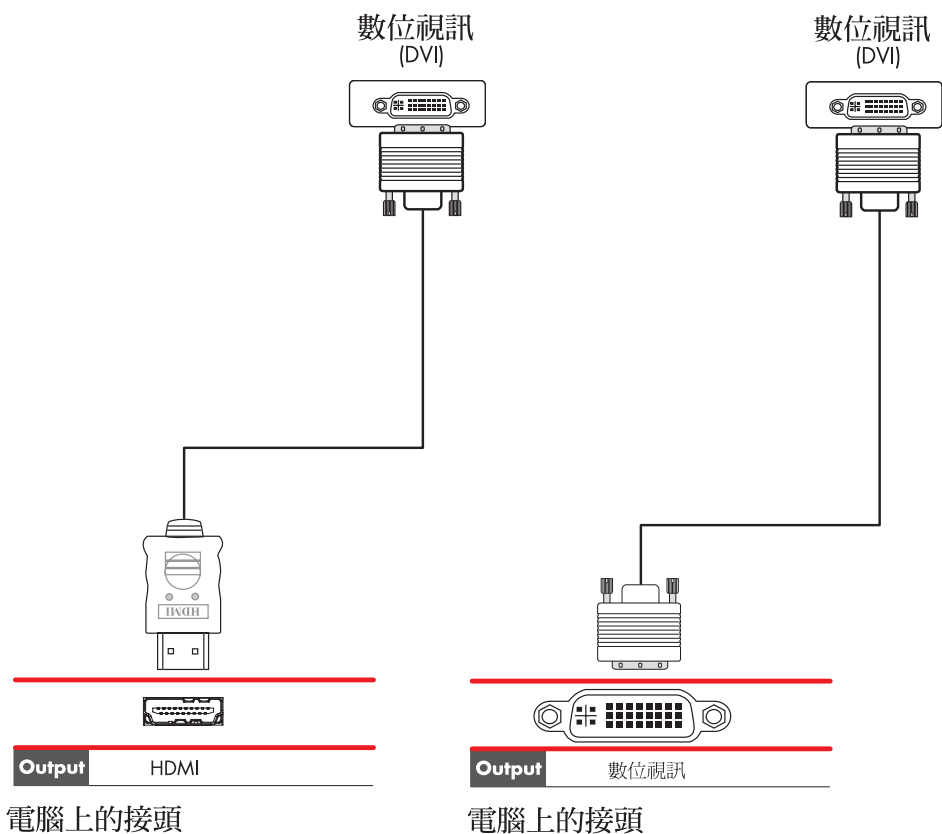 數位視訊
(DVI)
數位視訊
(DVI)
HDMI
Output HDMI
Output 數位視訊
電腦上的接頭
電腦上的接頭